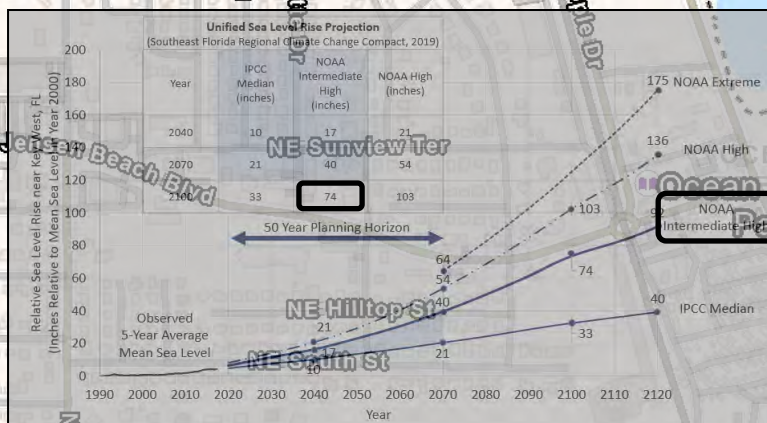 Unified Sea Level Rise Projection
(Southeast Florida Regional Climate Change Compact, 2019)
Year
IPCC Median (inches)
NOAA Intermediate High (inches)
NOAA High (inches)
2040 10 17 21
2070 21 40 54
2100 33 74 103
Relative Sea Level Rise near Key West, FL
(Inches Relative to Mean Sea Level in Year 2000)
200
180
160
140
120
100
80
60
40
20
0
50 Year Planning Horizon
Observed
5-Year Average
Mean Sea Level
175 NOAA Extreme
136 NOAA High
92 NOAA
Intermediate High
40 IPCC Median
103
74
33
64
54
40
21
21
17
10
1990 2000 2010 2020 2030 2040 2050 2060 2070 2080 2090 2100 2110 2120
Year
Jensen Beach Blvd
NE Sunview Ter
NE Hilltop St
NE South St
Ocean
Dr
ple Dr